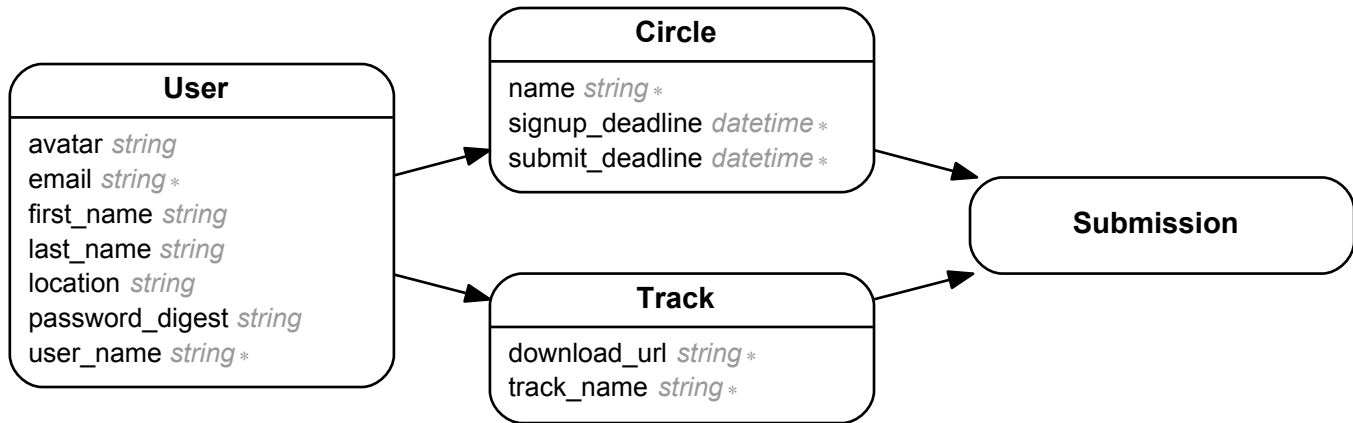 User
avatar string
email string *
first_name string
last_name string
location string
password_digest string
user_name string *
Circle
name string *
signup_deadline datetime *
submit_deadline datetime *
Track
download_url string *
track_name string *
Submission